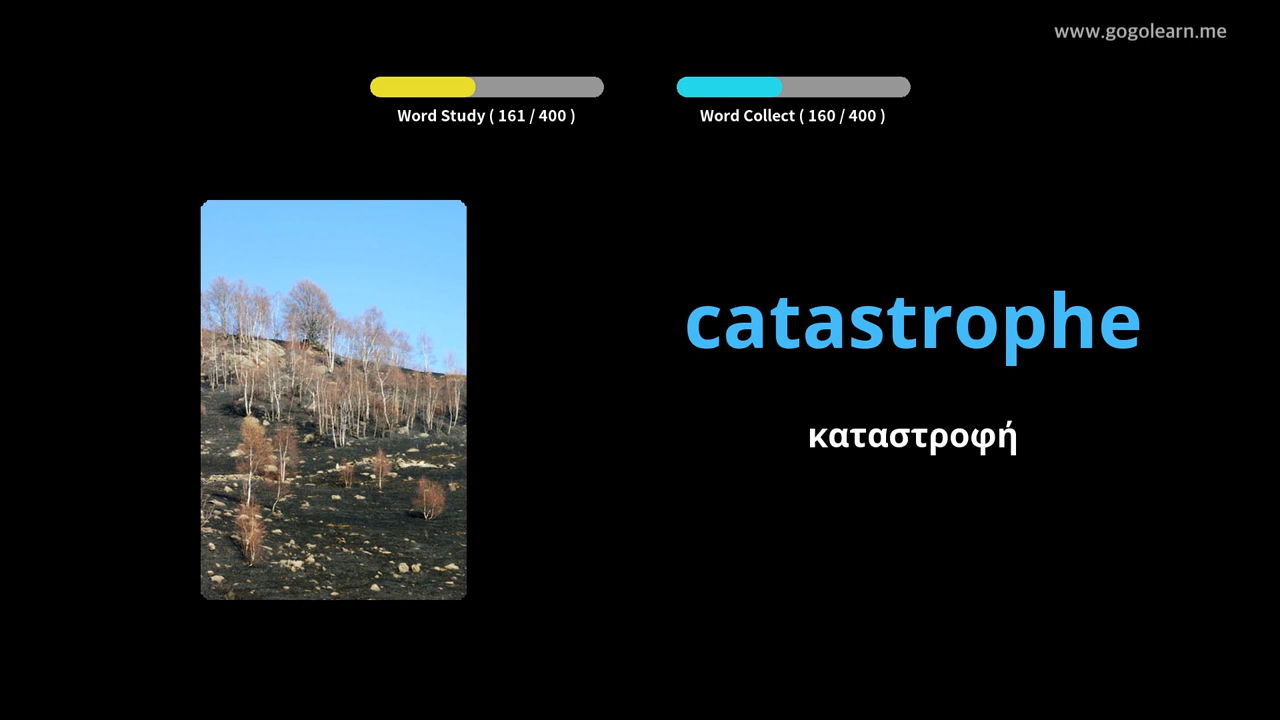 www.gogolearn.me
Word Study ( 161 / 400 )
Word Collect ( 160 / 400 )
catastrophe
καταστροφή